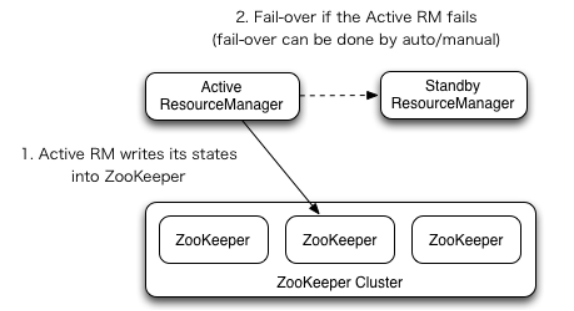 2. Fail-over if the Active RM fails
(fail-over can be done by auto/manual)
Active
ResourceManager
Standby
ResourceManager
1. Active RM writes its states
into ZooKeeper
ZooKeeper
ZooKeeper
ZooKeeper
ZooKeeper Cluster